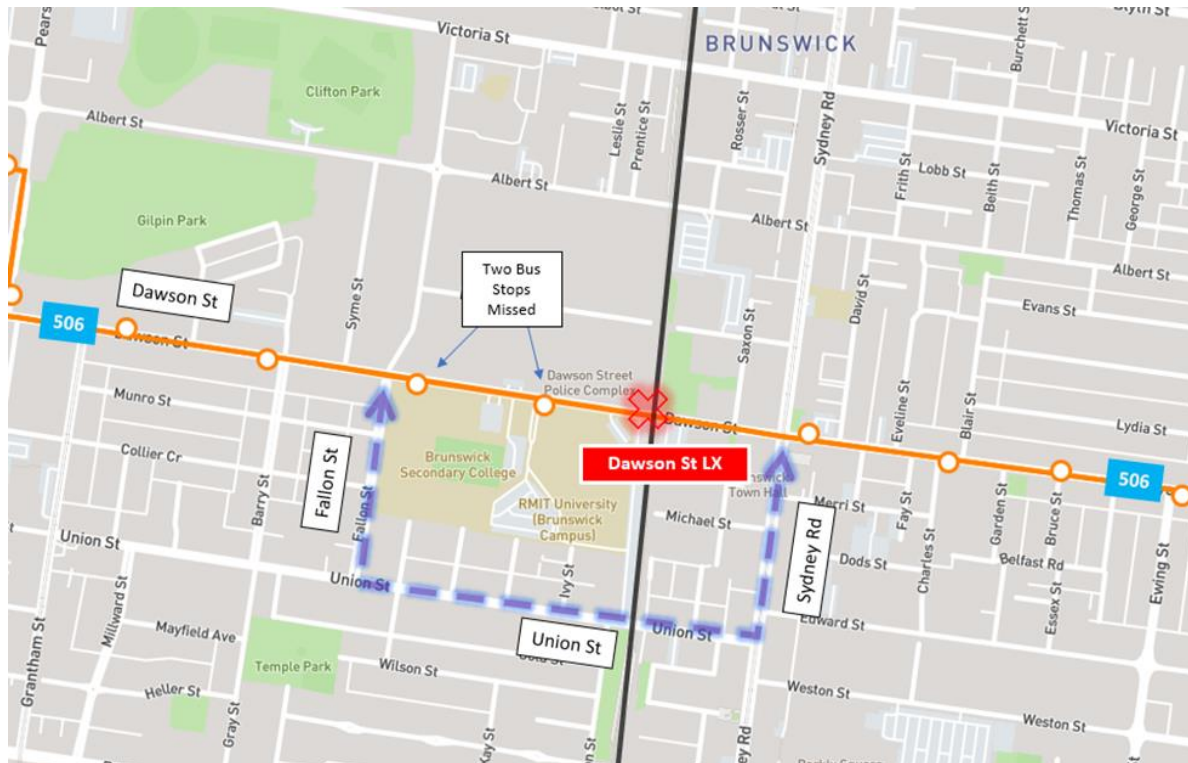 Victoria St
BRUNSWICK
Burchett St
Clifton Park
Albert St
Leslie St
Prentice St
Rosser St
Sydney Rd
Victoria St
Frith St
Lobb St
Beith St
Thomas St
George St
Albert St
Albert St
Albert St
Gilpin Park
Two Bus
Stops
Missed
Dawson St
Syme St
David St
Evans St
506
Dawson St
Saxon St
Dawson Street
Police Complex
Dawson St
Eveline St
Blair St
Lydia St
Munro St
Collier Cr
Barry St
Fallon St
Fallon St
Brunswick
Secondary College
Dawson St LX
506
Town Hall
Merri St
RMIT University
(Brunswick
Campus)
Michael St
Sydney Rd
Fay St
Charles St
Garden St
Bruce St
Dods St
Belfast Rd
Ewing St
Union St
Union St
Ivy St
Union St
Union St
Essex St
Edward St
Grantham St
Millward St
Mayfield Ave
Temple Park
Wilson St
Weston St
Weston St
Heller St
Gray St
Kay St